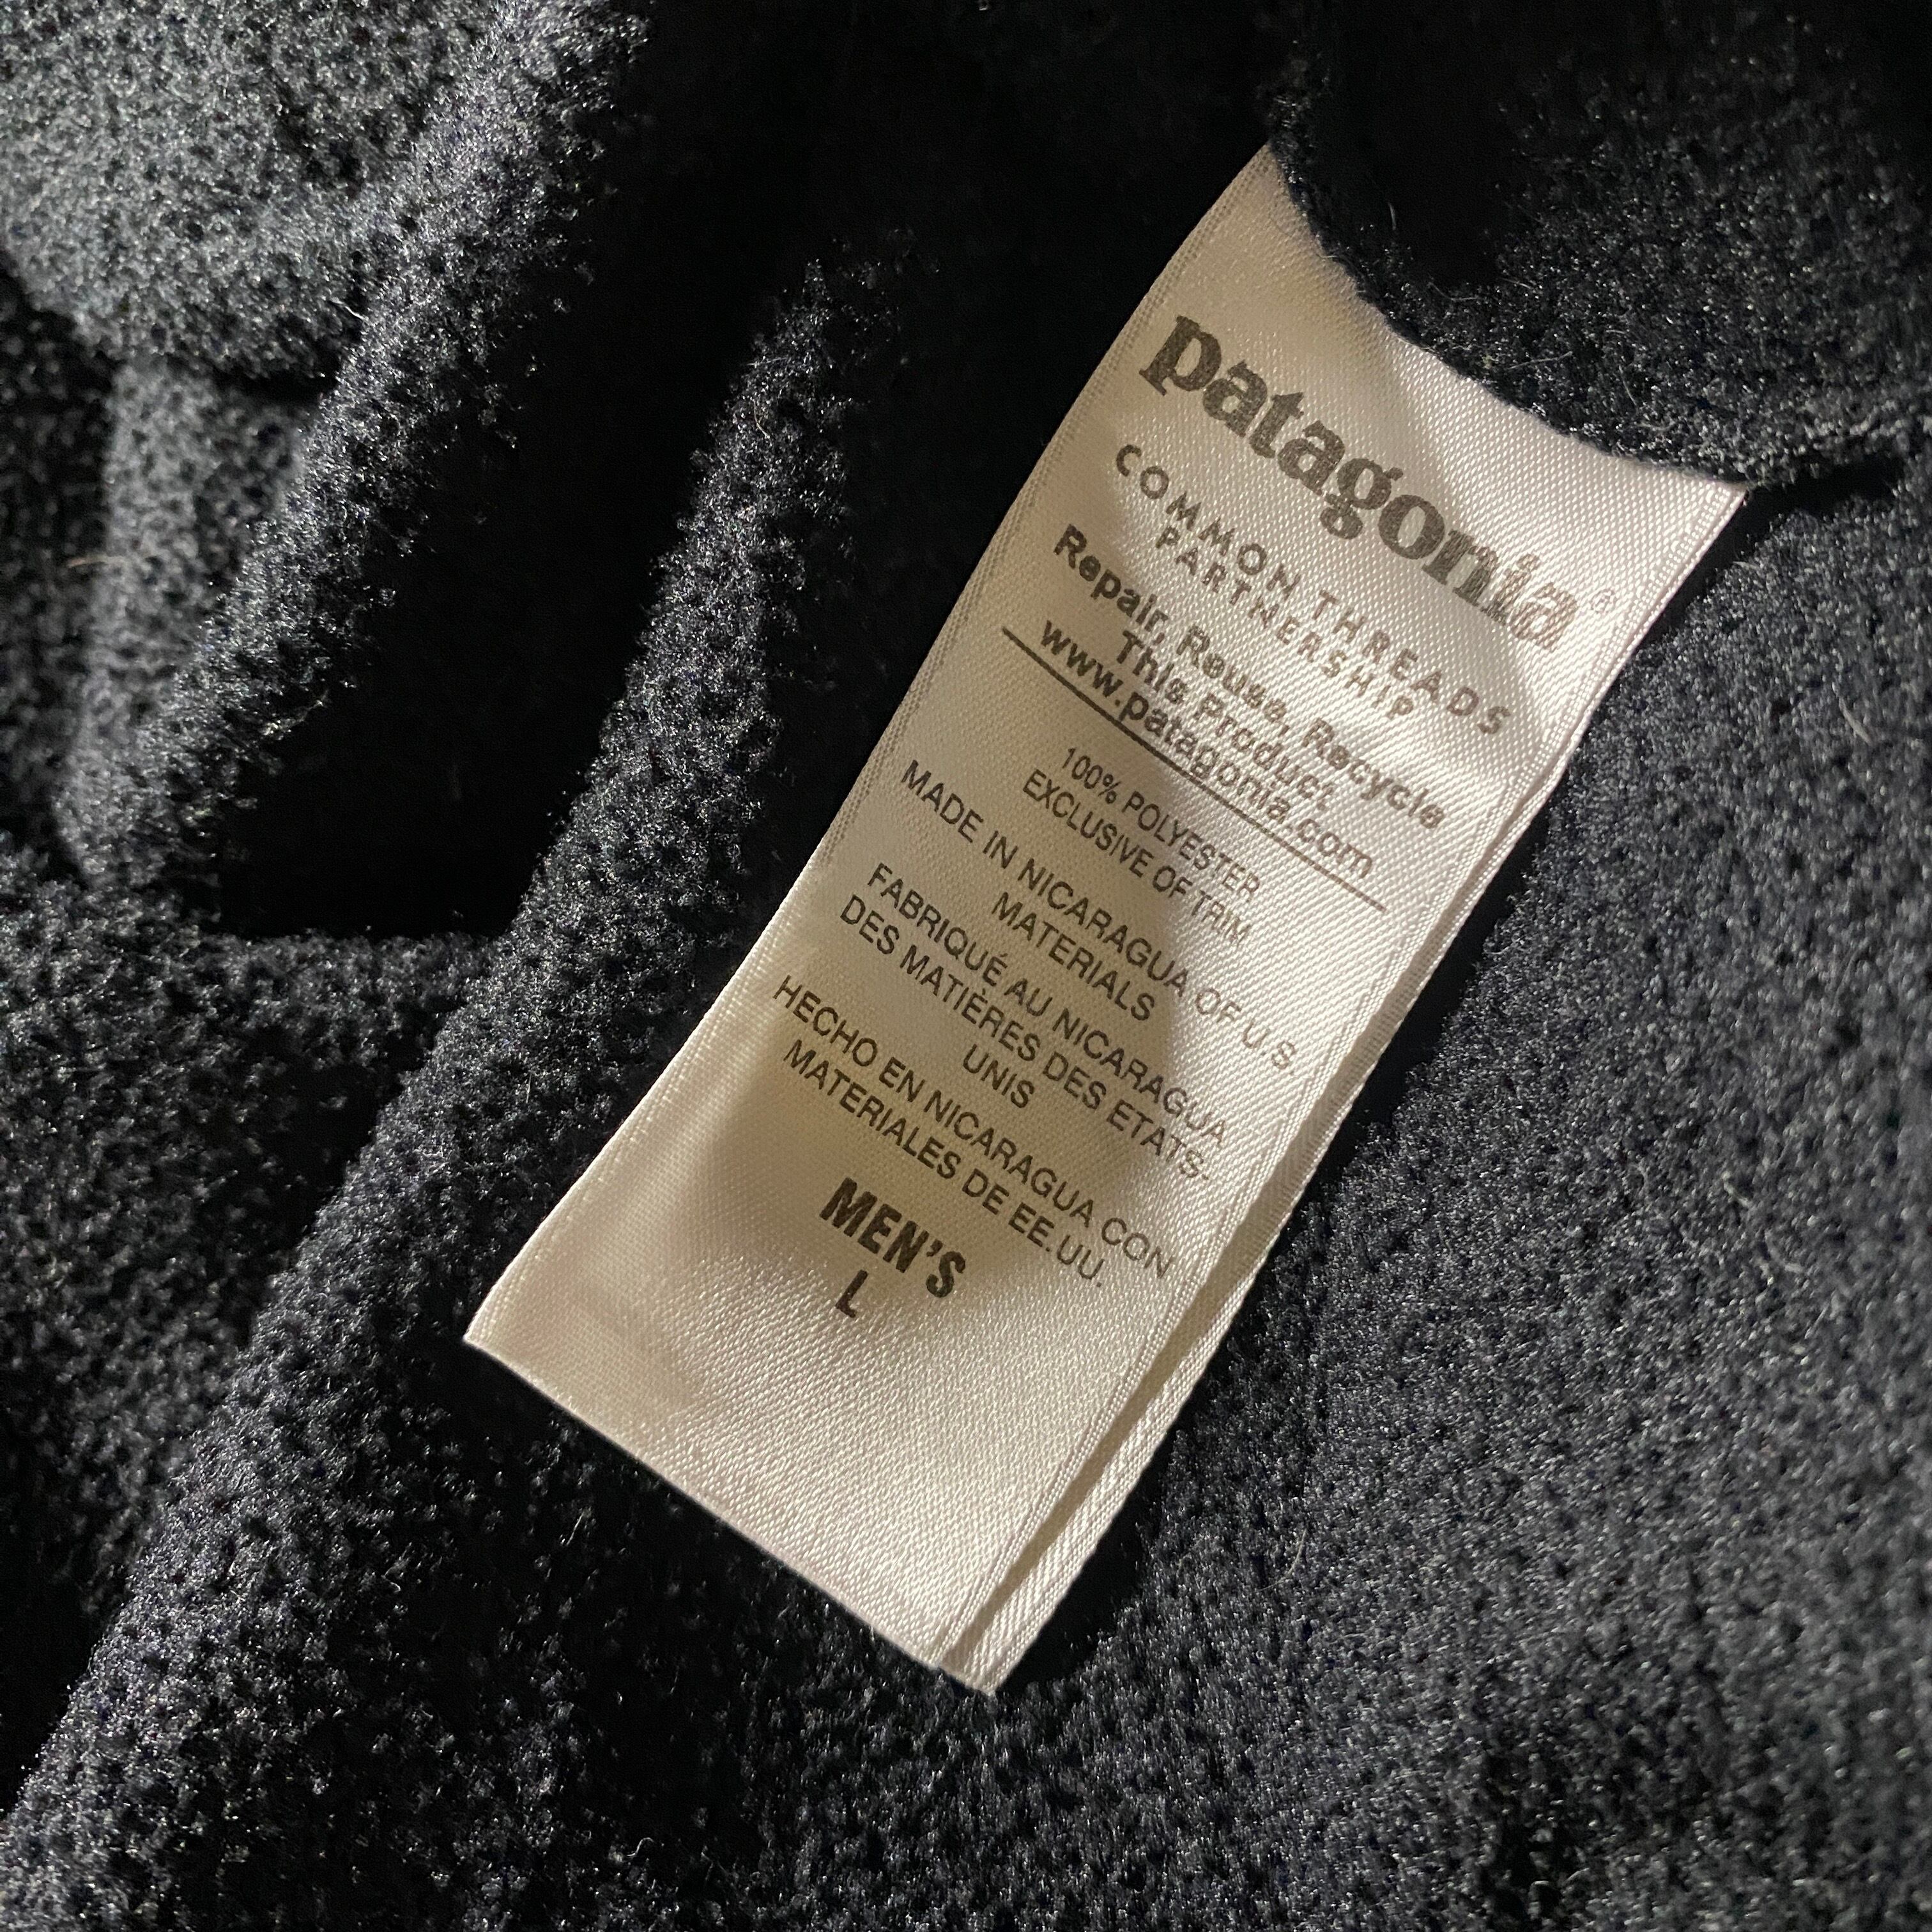 patagonia®
COMMON THREADS
PARTNERSHIP
Repair, Reuse, Recycle
This Product
www.patagonia.com
100% POLYESTER
EXCLUSIVE OF TRIM
MADE IN NICARAGUA OF U.S.
MATERIALS
FABRIQUÉ AU NICARAGUA
DES MATIÈRES DES ETATS-
UNIS
HECHO EN NICARAGUA CON
MATERIALES DE EE.UU.
MEN'S
L